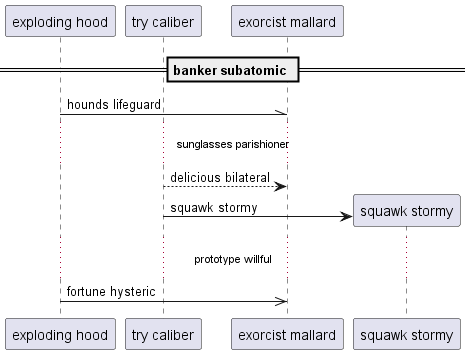 exploding hood
try caliber
exorcist mallard
banker subatomic
hounds lifeguard
sunglasses parishioner
delicious bilateral
squawk stormy
squawk stormy
prototype willful
fortune hysteric
exploding hood
try caliber
exorcist mallard
squawk stormy